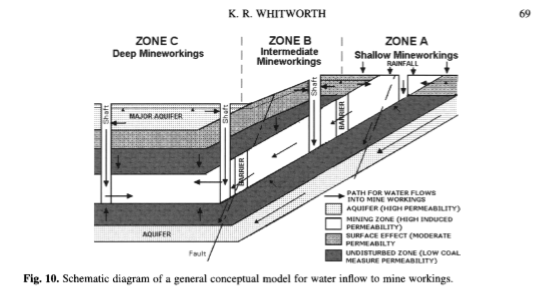 K. R. WHITWORTH
69
ZONE C
Deep Mineworkings
ZONE B
Intermediate
Mineworkings
ZONE A
Shallow Mineworkings
RAINFALL
Shaft
Shaft
Shaft
MAJOR AQUIFER
BARRIER
BARRIER
AQUIFER
Fault
PATH FOR WATER FLOWS
INTO MINE WORKINGS
AQUIFER (HIGH PERMEABILITY)
MINING ZONE (HIGH INDUCED
PERMEABILITY)
SURFACE EFFECT (MODERATE
PERMEABILTY
UNDISTURBED ZONE (LOW COAL
MEASURE PERMEABILITY)
Fig. 10. Schematic diagram of a general conceptual model for water inflow to mine workings.